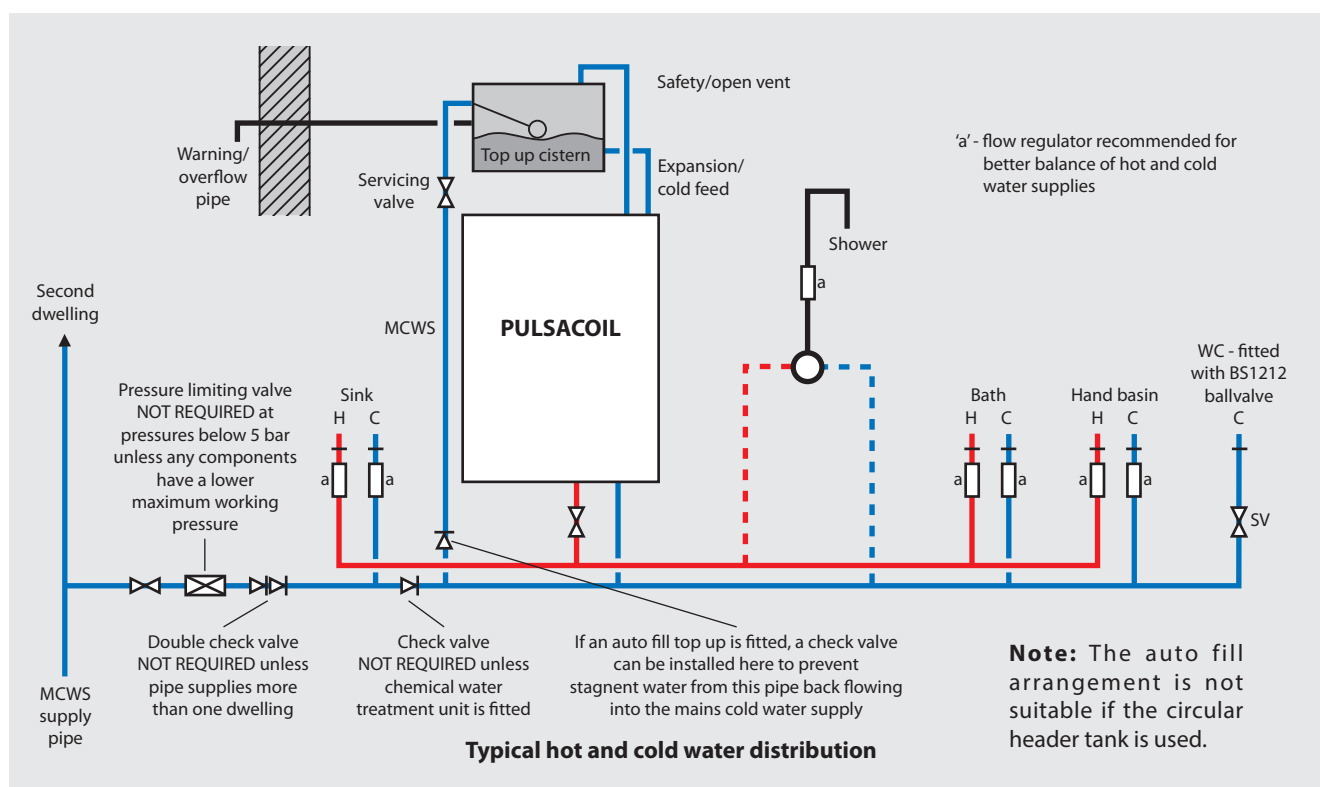 Safety/open vent
'a' - flow regulator recommended for
better balance of hot and cold
water supplies
Warning/
overflow
pipe
Top up cistern
Servicing
valve
Expansion/
cold feed
Shower
a
Second
dwelling
MCWS
PULSACOIL
WC - fitted
with BS1212
ballvalve
C
Pressure limiting valve
NOT REQUIRED at
pressures below 5 bar
unless any components
have a lower
maximum working
pressure
Sink
H C
a a
Bath
H C
a a
Hand basin
H C
a a
SV
MCWS
supply
pipe
Double check valve
NOT REQUIRED unless
pipe supplies more
than one dwelling
Check valve
NOT REQUIRED unless
chemical water
treatment unit is fitted
If an auto fill top up is fitted, a check valve
can be installed here to prevent
stagnent water from this pipe back flowing
into the mains cold water supply
Note: The auto fill
arrangement is not
suitable if the circular
header tank is used.
Typical hot and cold water distribution